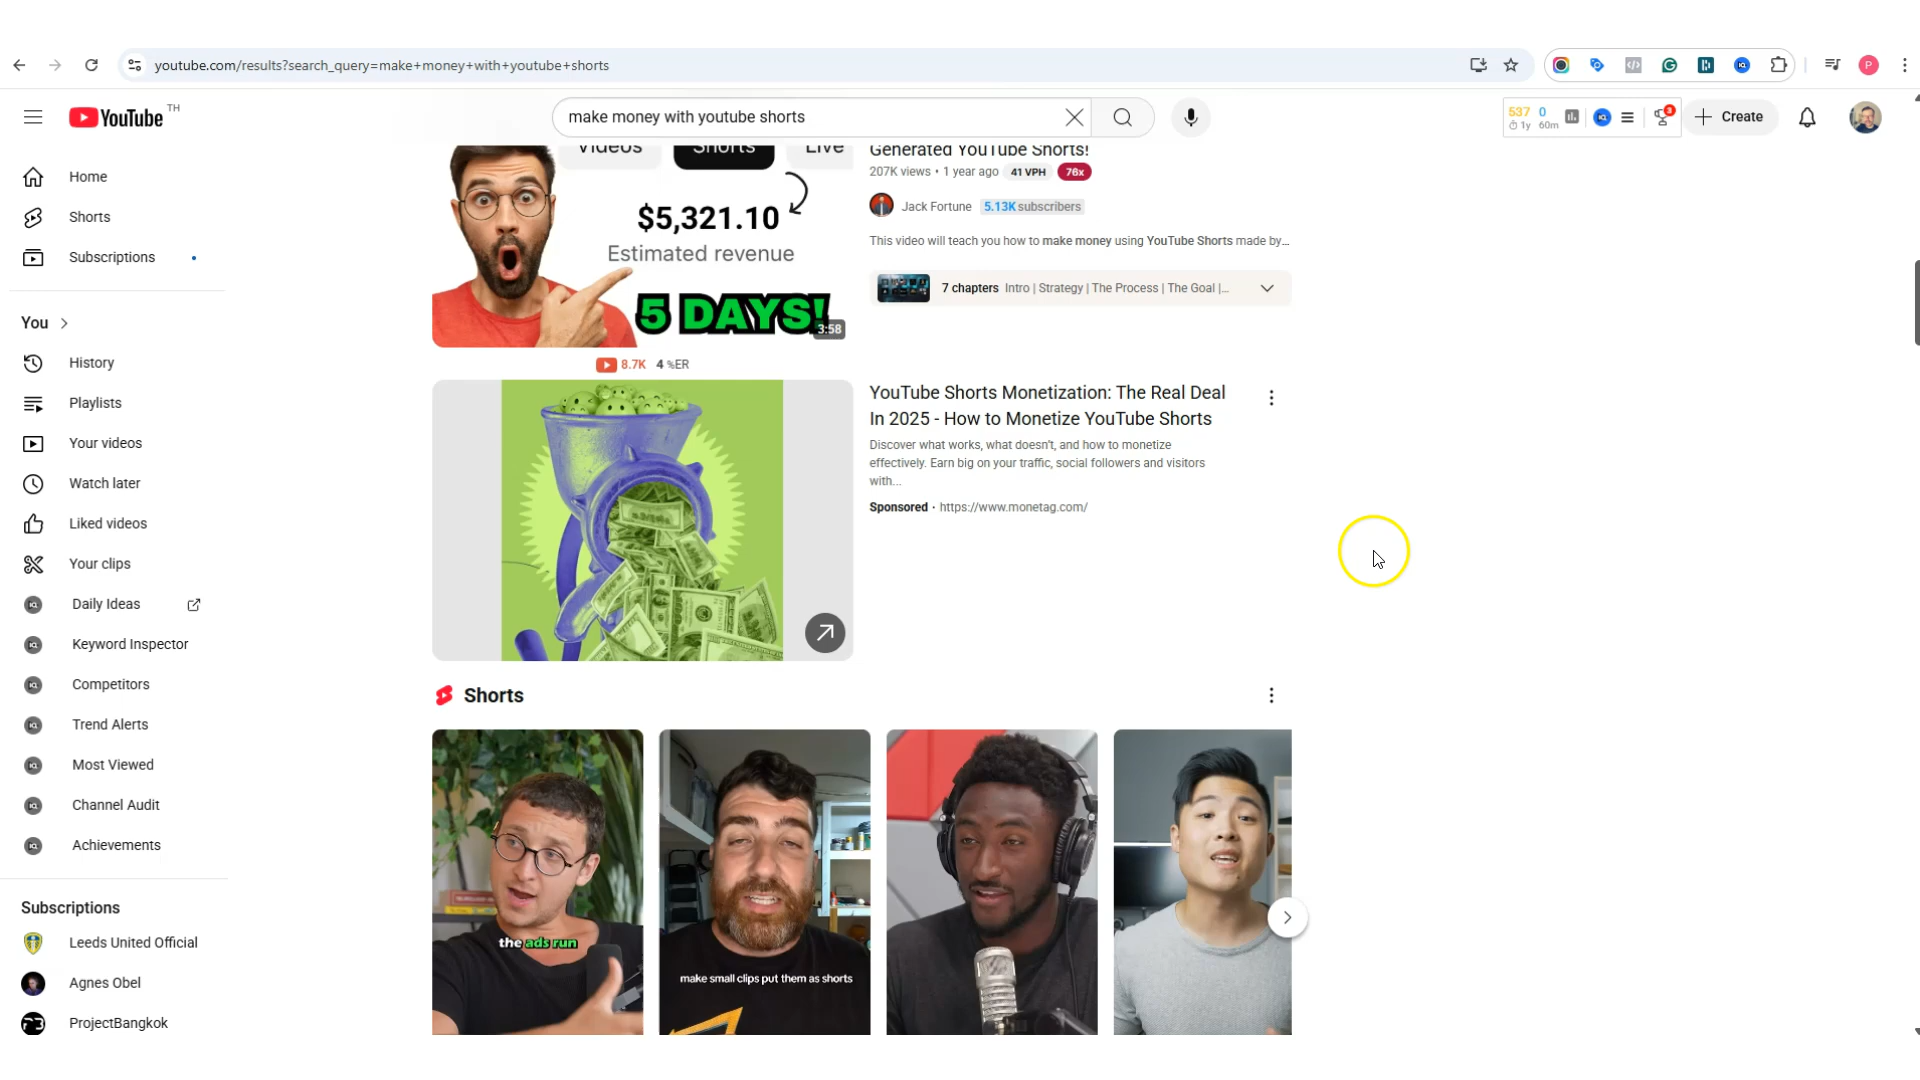 youtube.com/results?search_query=make+money+with+youtube+shorts
YouTube TH
make money with youtube shorts
537 0
1y 60m
3
Create
Home
Shorts
Subscriptions
You
History
Playlists
Your videos
Watch later
Liked videos
Your clips
Daily Ideas
Keyword Inspector
Competitors
Trend Alerts
Most Viewed
Channel Audit
Achievements
Subscriptions
Leeds United Official
Agnes Obel
ProjectBangkok
Videos Shorts Live
$5,321.10
Estimated revenue
5 DAYS!
3:58
8.7K 4 %ER
Generated YouTube Shorts!
207K views • 1 year ago 41 VPH 76x
Jack Fortune 5.13K subscribers
This video will teach you how to make money using YouTube Shorts made by...
7 chapters Intro | Strategy | The Process | The Goal |...
YouTube Shorts Monetization: The Real Deal
In 2025 - How to Monetize YouTube Shorts
Discover what works, what doesn't, and how to monetize
effectively. Earn big on your traffic, social followers and visitors
with...
Sponsored · https://www.monetag.com/
Shorts
the ads run
make small clips put them as shorts
P